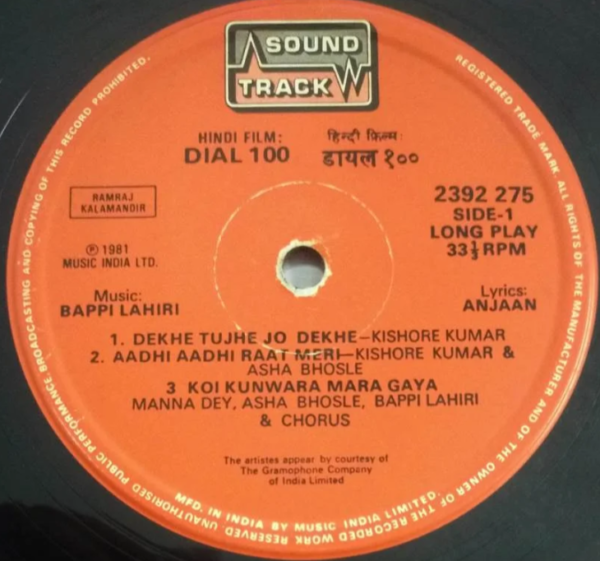 SOUND
TRACK
HINDI FILM:
DIAL 100
हिन्दी फ़िल्म:
डायल १००
RAMRAJ
KALAMANDIR
℗ 1981
MUSIC INDIA LTD.
2392 275
SIDE-1
LONG PLAY
33⅓ RPM
Music:
BAPPI LAHIRI
Lyrics:
ANJAAN
1. DEKHE TUJHE JO DEKHE—KISHORE KUMAR
2. AADHI AADHI RAAT MERI—KISHORE KUMAR &
ASHA BHOSLE
3 KOI KUNWARA MARA GAYA
MANNA DEY, ASHA BHOSLE, BAPPI LAHIRI
& CHORUS
The artistes appear by courtesy of
The Gramophone Company
of India Limited
MFD. IN INDIA BY MUSIC INDIA LIMITED.
REGISTERED TRADE MARK. ALL RIGHTS OF THE MANUFACTURER AND OF THE OWNER OF THE RECORDED WORK RESERVED UNAUTHORISED PUBLIC PERFORMANCE BROADCASTING AND COPYING OF THIS RECORD PROHIBITED.